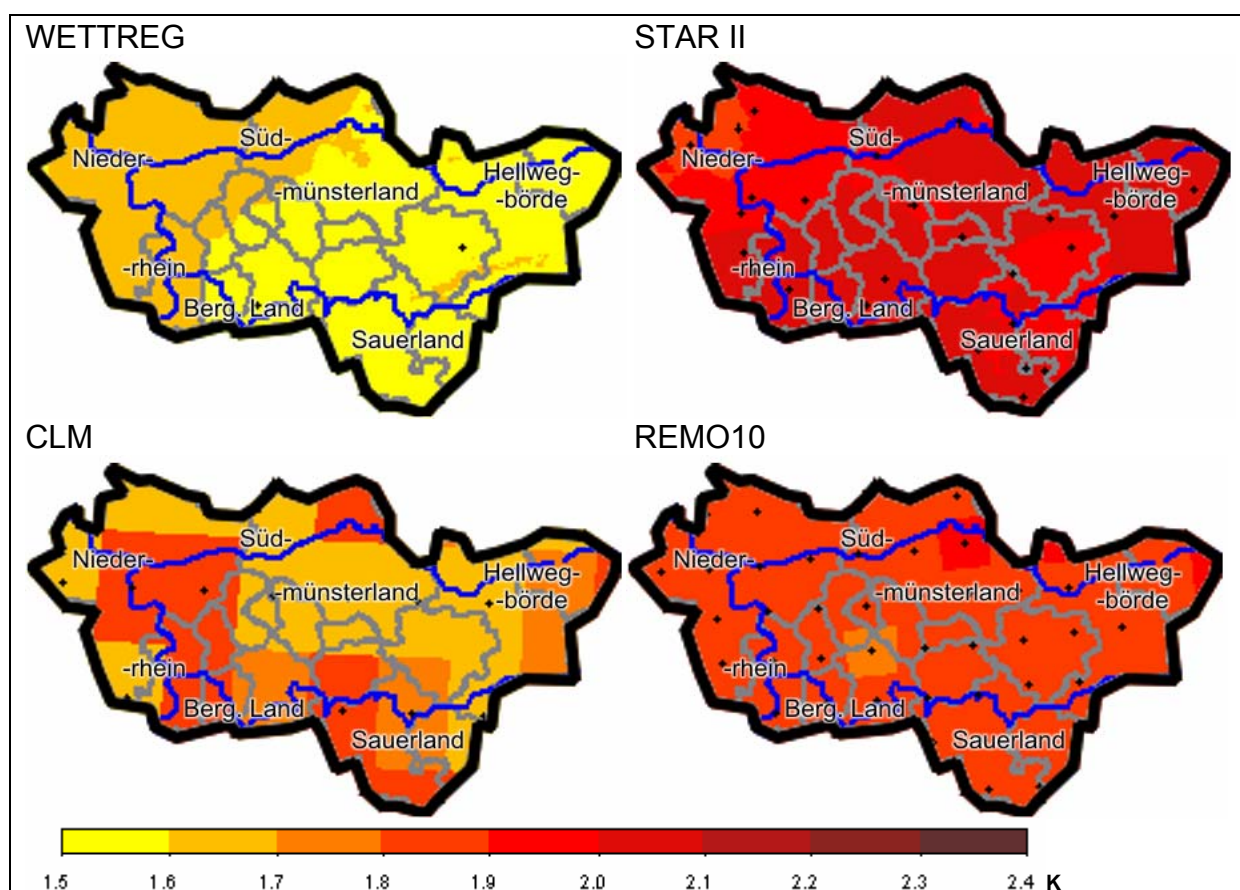 WETTREG
Süd-
Nieder-
Hellweg-
-börde
-münsterland
-rhein
Berg. Land
Sauerland
STAR II
Süd-
Nieder-
Hellweg-
-börde
-münsterland
-rhein
Berg. Land
Sauerland
CLM
Süd-
Nieder-
Hellweg-
-börde
-münsterland
-rhein
Berg. Land
Sauerland
REMO10
Süd-
Nieder-
Hellweg-
-börde
-münsterland
-rhein
Berg. Land
Sauerland
1.5 1.6 1.7 1.8 1.9 2.0 2.1 2.2 2.3 2.4 K